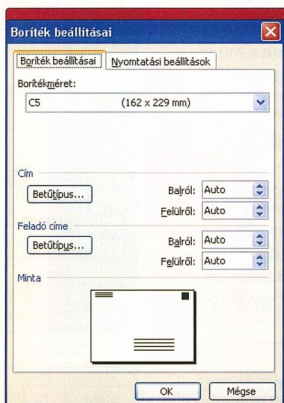 Boríték beállításai
Boríték beállításai Nyomtatási beállítások
Borítékméret:
C5 (162 x 229 mm)
Cím
Betűtípus... Balról: Auto
Felülről: Auto
Feladó címe
Betűtípus... Balról: Auto
Felülről: Auto
Minta
OK Mégse